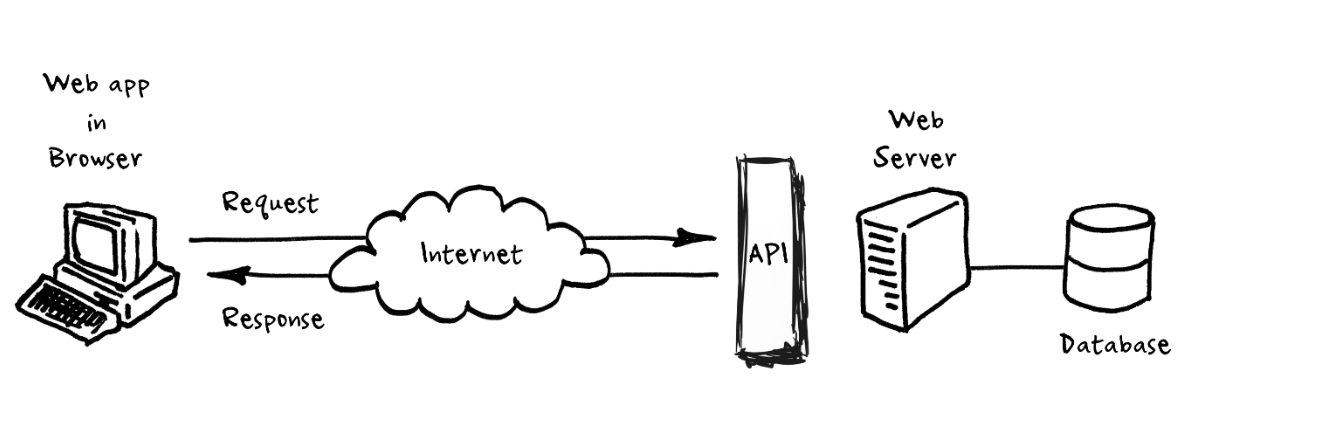 Web app
in
Browser
Request
Internet
Response
API
Web
Server
Database